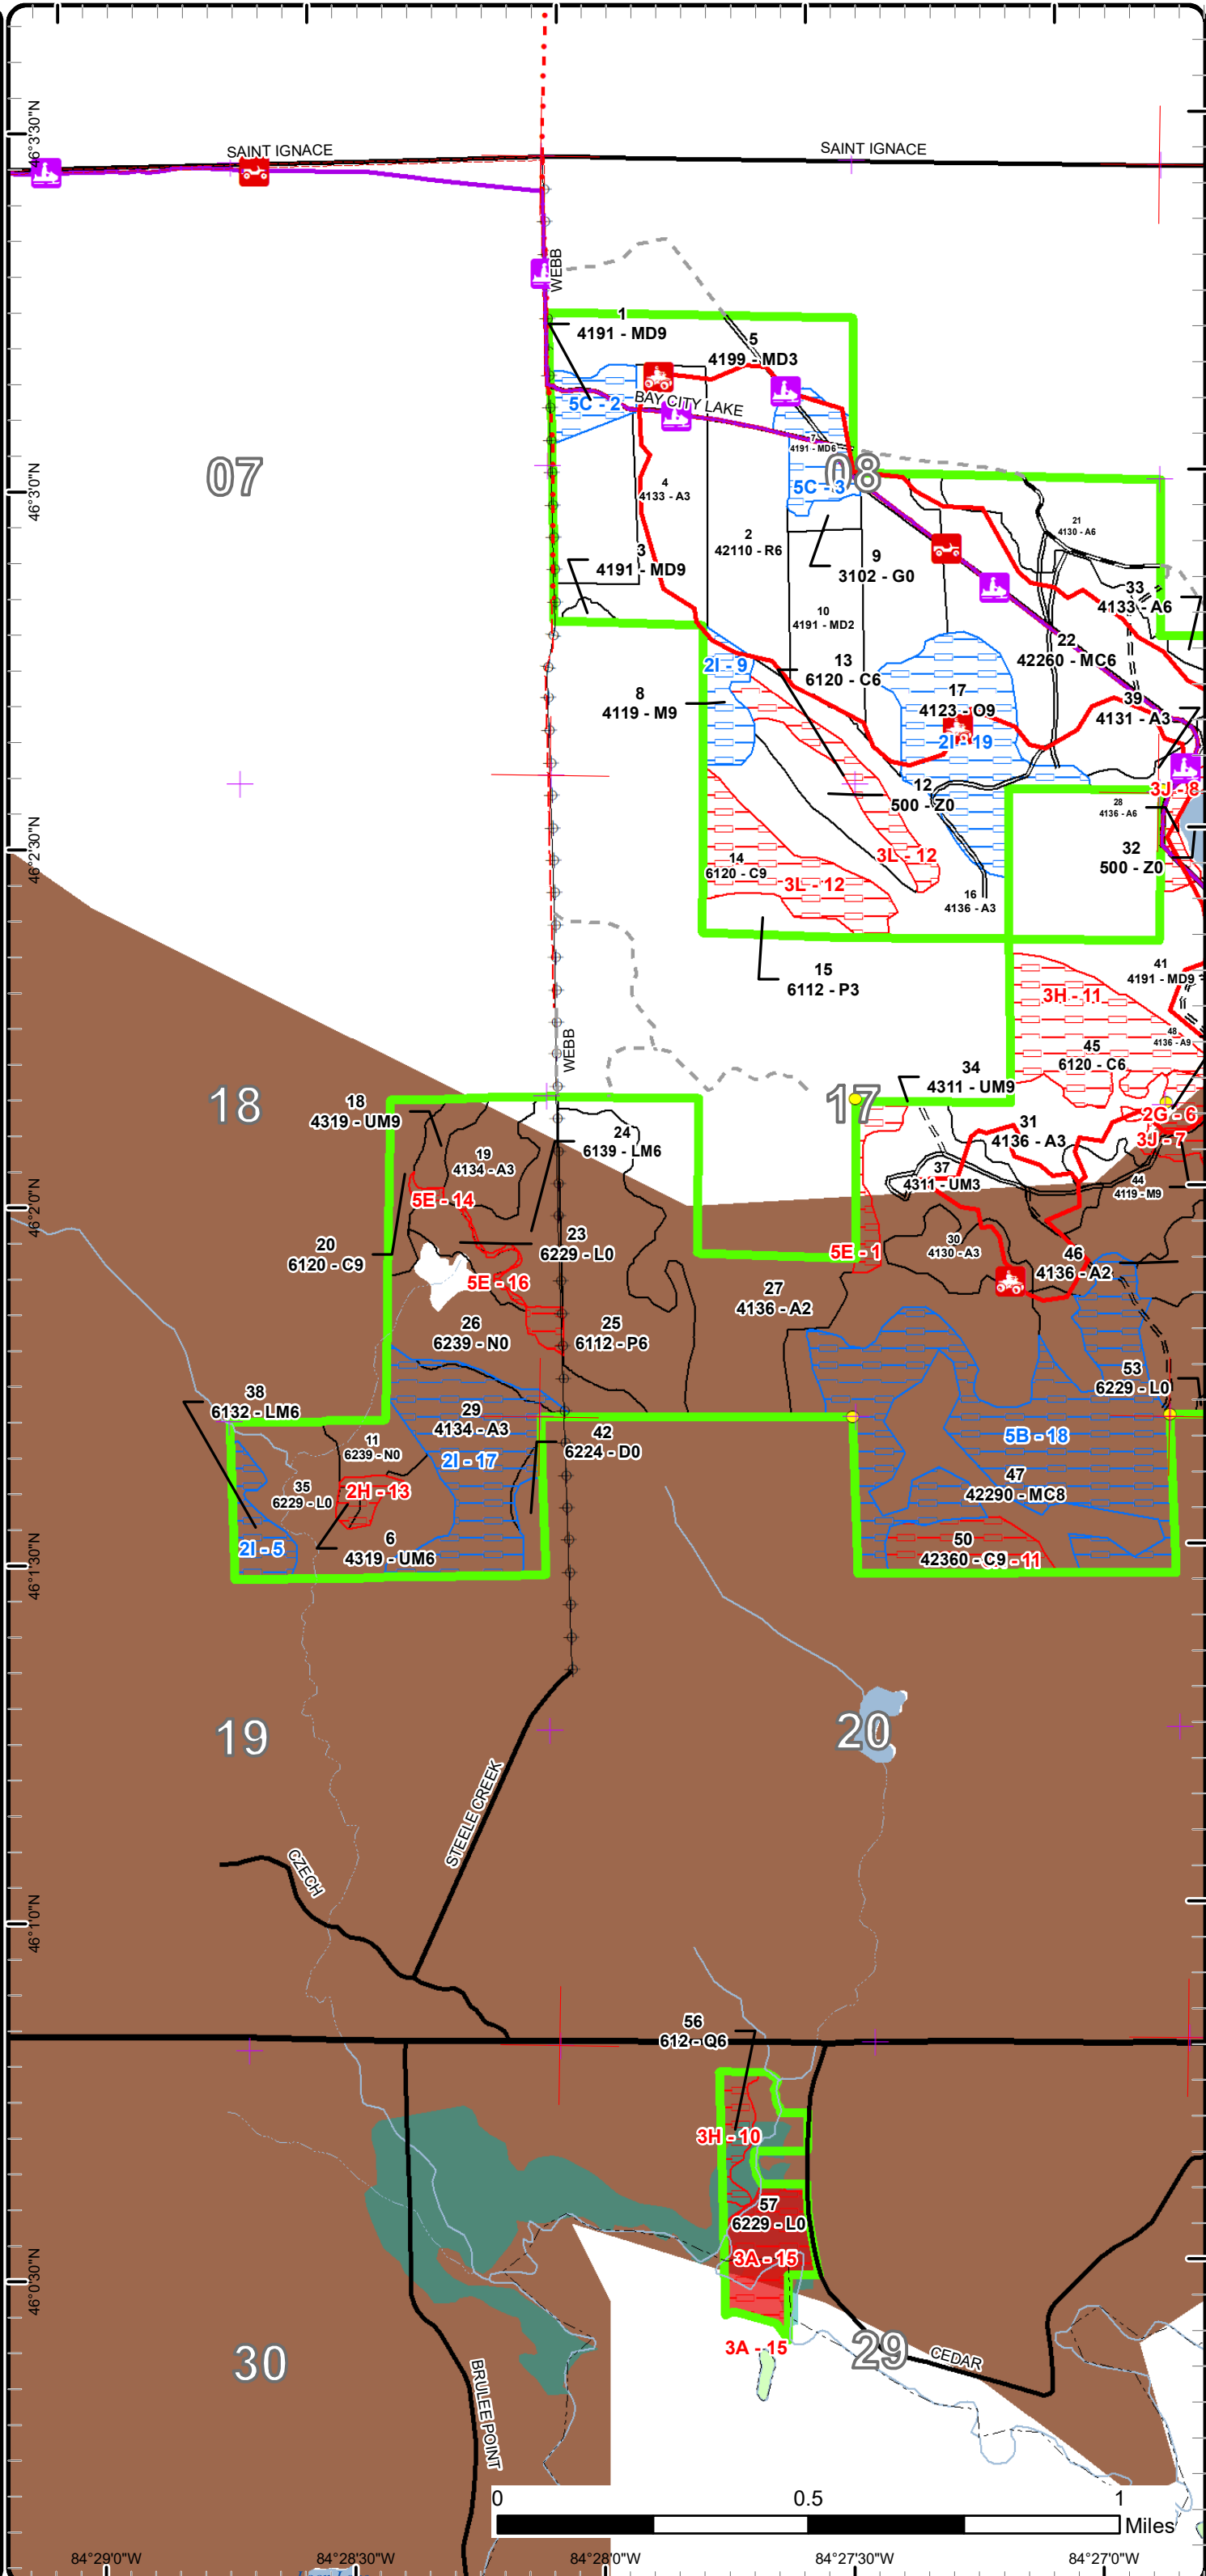 46°3'30"N
SAINT IGNACE
SAINT IGNACE
WEBB
1
4191 - MD9
5
4199 - MD3
5C - 2
BAY CITY LAKE
7
4191 - MD6
07
08
46°3'0"N
4
4133 - A3
5C - 3
2
42110 - R6
21
4130 - A6
3
4191 - MD9
9
3102 - G0
33
4133 - A6
10
4191 - MD2
22
42260 - MC6
2I - 9
13
6120 - C6
8
4119 - M9
17
4123 - O9
39
4131 - A3
2I - 19
12
500 - Z0
3J - 8
28
4136 - A6
46°2'30"N
14
6120 - C9
3L - 12
32
500 - Z0
3L - 12
16
4136 - A3
15
6112 - P3
41
4191 - MD9
3H - 11
48
4136 - A9
45
6120 - C6
WEBB
34
4311 - UM9
18
17
18
4319 - UM9
2G - 6
31
4136 - A3
3J - 7
24
6139 - LM6
19
4134 - A3
37
4311 - UM3
44
4119 - M9
46°2'0"N
5E - 14
23
6229 - L0
20
6120 - C9
5E - 1
30
4130 - A3
46
4136 - A2
5E - 16
27
4136 - A2
26
6239 - N0
25
6112 - P6
53
6229 - L0
38
6132 - LM6
29
4134 - A3
42
6224 - D0
5B - 18
11
6239 - N0
2I - 17
47
42290 - MC8
35
6229 - L0
2H - 13
2I - 5
6
4319 - UM6
50
42360 - C9 - 11
46°1'30"N
19
20
STEELE CREEK
CZECH
46°1'0"N
56
612 - Q6
3H - 10
57
6229 - L0
3A - 15
46°0'30"N
3A - 15
30
29
CEDAR
BRULEE POINT
0
0.5
1
Miles
84°29'0"W
84°28'30"W
84°28'0"W
84°27'30"W
84°27'0"W